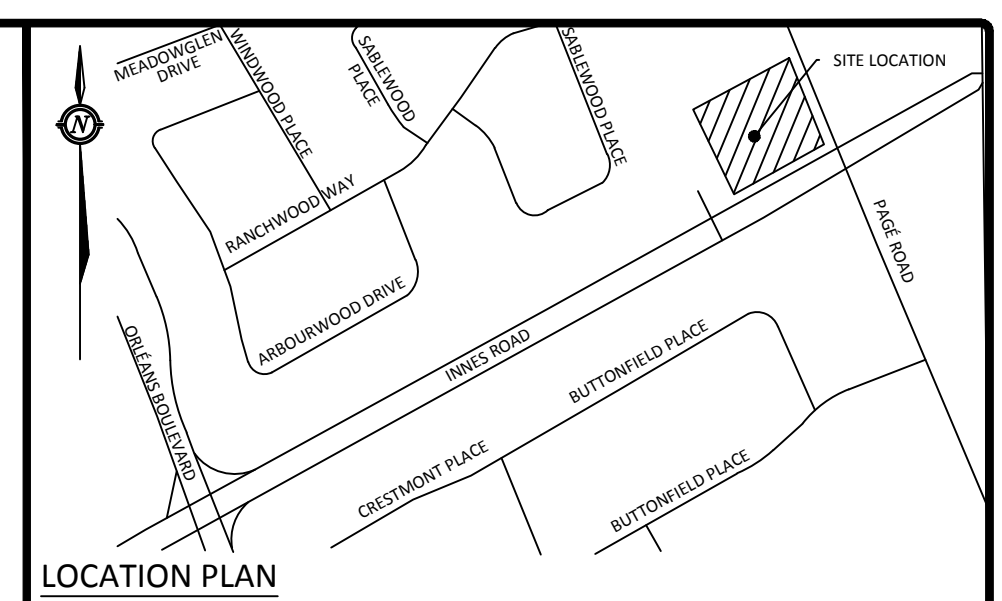 MEADOWGLEN
DRIVE
WINDWOOD PLACE
SABLEWOOD
PLACE
SABLEWOOD PLACE
SITE LOCATION
N
RANCHWOOD WAY
PAGÉ ROAD
ARBOURWOOD DRIVE
ORLÉANS BOULEVARD
INNES ROAD
BUTTONFIELD PLACE
CRESTMONT PLACE
BUTTONFIELD PLACE
LOCATION PLAN